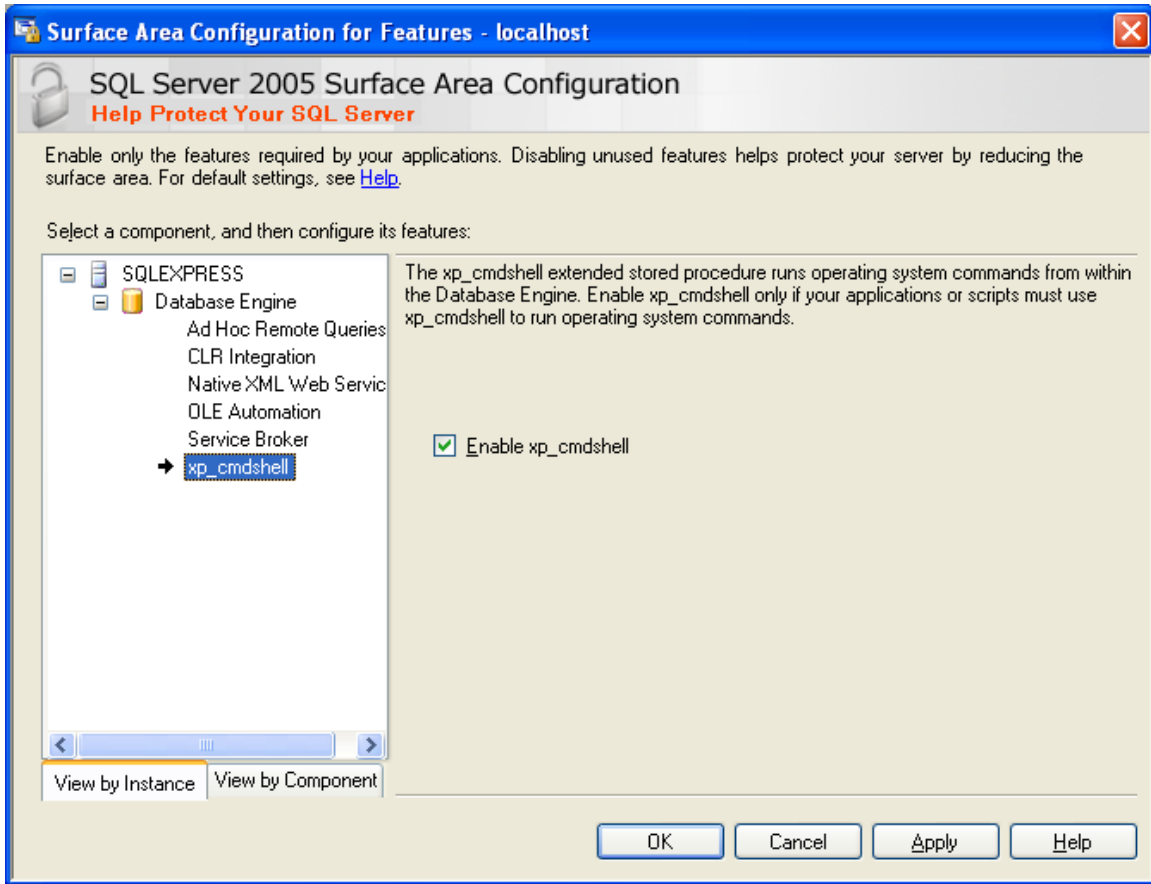 Surface Area Configuration for Features - localhost
SQL Server 2005 Surface Area Configuration
Help Protect Your SQL Server
Enable only the features required by your applications. Disabling unused features helps protect your server by reducing the
surface area. For default settings, see Help.
Select a component, and then configure its features:
SQLEXPRESS
Database Engine
Ad Hoc Remote Queries
CLR Integration
Native XML Web Servic
OLE Automation
Service Broker
xp_cmdshell
The xp_cmdshell extended stored procedure runs operating system commands from within
the Database Engine. Enable xp_cmdshell only if your applications or scripts must use
xp_cmdshell to run operating system commands.
Enable xp_cmdshell
View by Instance View by Component
OK Cancel Apply Help